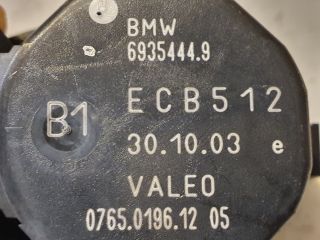 BMW
6935444.9
B1
ECB512
30.10.03 e
VALEO
0765.0196.12 05